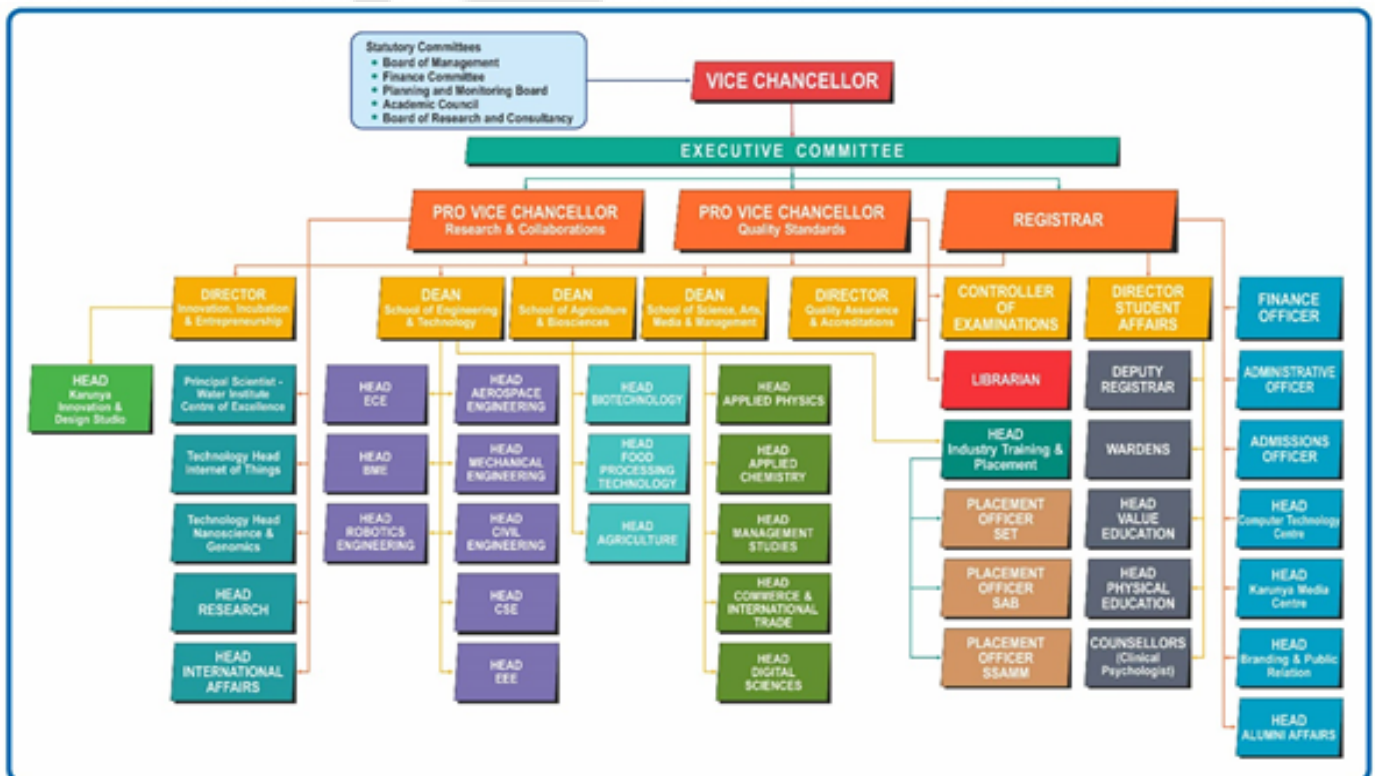 Statutory Committees
• Board of Management
• Finance Committee
• Planning and Monitoring Board
• Academic Council
• Board of Research and Consultancy
VICE CHANCELLOR
EXECUTIVE COMMITTEE
PRO VICE CHANCELLOR
Research & Collaborations
PRO VICE CHANCELLOR
Quality Standards
REGISTRAR
DIRECTOR
Innovation, Incubation
& Entrepreneurship
DEAN
School of Engineering
& Technology
DEAN
School of Agriculture
& Biosciences
DEAN
School of Science, Arts,
Media & Management
DIRECTOR
Quality Assurance
& Accreditations
CONTROLLER
OF
EXAMINATIONS
DIRECTOR
STUDENT
AFFAIRS
FINANCE
OFFICER
HEAD
Karunya
Innovation &
Design Studio
Principal Scientist -
Water Institute
Centre of Excellence
Technology Head
Internet of Things
Technology Head
Nanoscience &
Genomics
HEAD
RESEARCH
HEAD
INTERNATIONAL
AFFAIRS
HEAD
ECE
HEAD
BME
HEAD
ROBOTICS
ENGINEERING
HEAD
AEROSPACE
ENGINEERING
HEAD
MECHANICAL
ENGINEERING
HEAD
CIVIL
ENGINEERING
HEAD
CSE
HEAD
EEE
HEAD
BIOTECHNOLOGY
HEAD
FOOD
PROCESSING
TECHNOLOGY
HEAD
AGRICULTURE
HEAD
APPLIED PHYSICS
HEAD
APPLIED
CHEMISTRY
HEAD
MANAGEMENT
STUDIES
HEAD
COMMERCE &
INTERNATIONAL
TRADE
HEAD
DIGITAL
SCIENCES
LIBRARIAN
HEAD
Industry Training &
Placement
PLACEMENT
OFFICER
SET
PLACEMENT
OFFICER
SAB
PLACEMENT
OFFICER
SSAMM
DEPUTY
REGISTRAR
WARDENS
HEAD
VALUE
EDUCATION
HEAD
PHYSICAL
EDUCATION
COUNSELLORS
(Clinical
Psychologist)
ADMINISTRATIVE
OFFICER
ADMISSIONS
OFFICER
HEAD
Computer Technology
Centre
HEAD
Karunya Media
Centre
HEAD
Branding & Public
Relation
HEAD
ALUMNI AFFAIRS